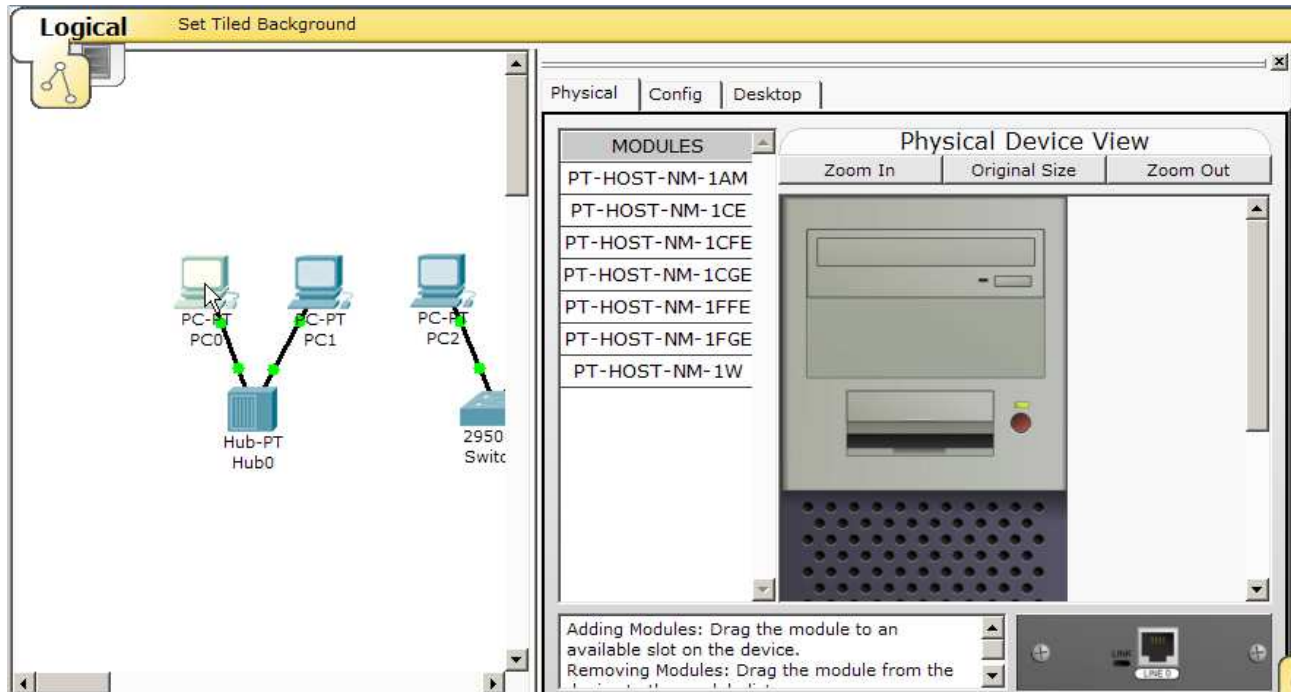 Logical
Set Tiled Background
Physical
Config
Desktop
MODULES
PT-HOST-NM-1AM
PT-HOST-NM-1CE
PT-HOST-NM-1CFE
PT-HOST-NM-1CGE
PT-HOST-NM-1FFE
PT-HOST-NM-1FGE
PT-HOST-NM-1W
Physical Device View
Zoom In
Original Size
Zoom Out
PC-PT
PC0
PC-PT
PC1
PC-PT
PC2
Hub-PT
Hub0
2950
Switc
Adding Modules: Drag the module to an
available slot on the device.
Removing Modules: Drag the module from the
LINK
LINE 0